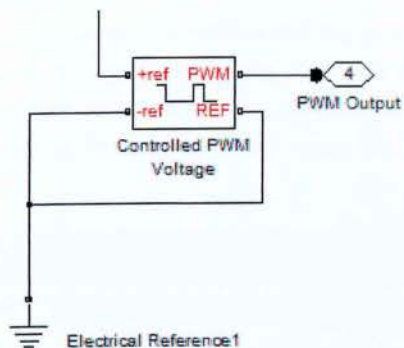 +ref PWM
4
-ref REF
PWM Output
Controlled PWM
Voltage
Electrical Reference1